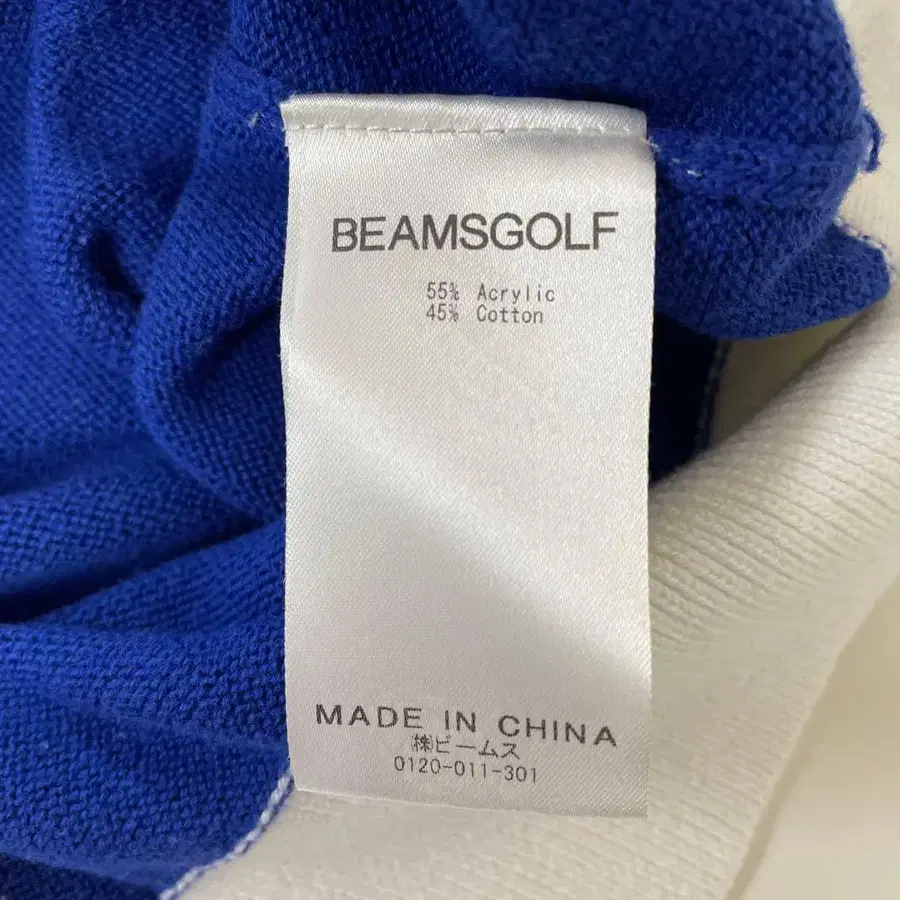 BEAMSGOLF
55% Acrylic
45% Cotton
MADE IN CHINA
㈱ビームス
0120-011-301